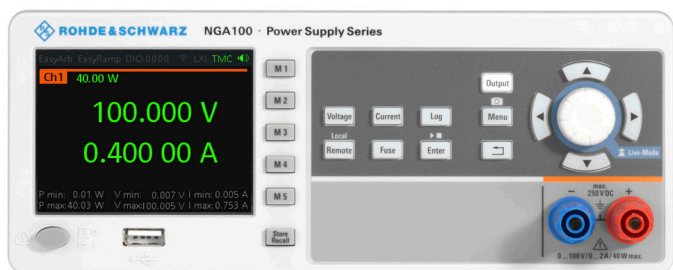 ROHDE&SCHWARZ NGA100 · Power Supply Series
EasyArb EasyRamp DIO:0000 LXI TMC
Ch1 40.00 W
100.000 V
0.400 00 A
P min: 0.01 W V min: 0.007 V I min: 0.005 A
P max: 40.03 W V max: 100.005 V I max: 0.753 A
M 1
M 2
M 3
M 4
M 5
Store
Recall
Output
Voltage Current Log Menu
Local
Remote Fuse Enter
Live-Mode
max.
250 V DC
− +
0...100 V / 0...2 A / 40 W max.